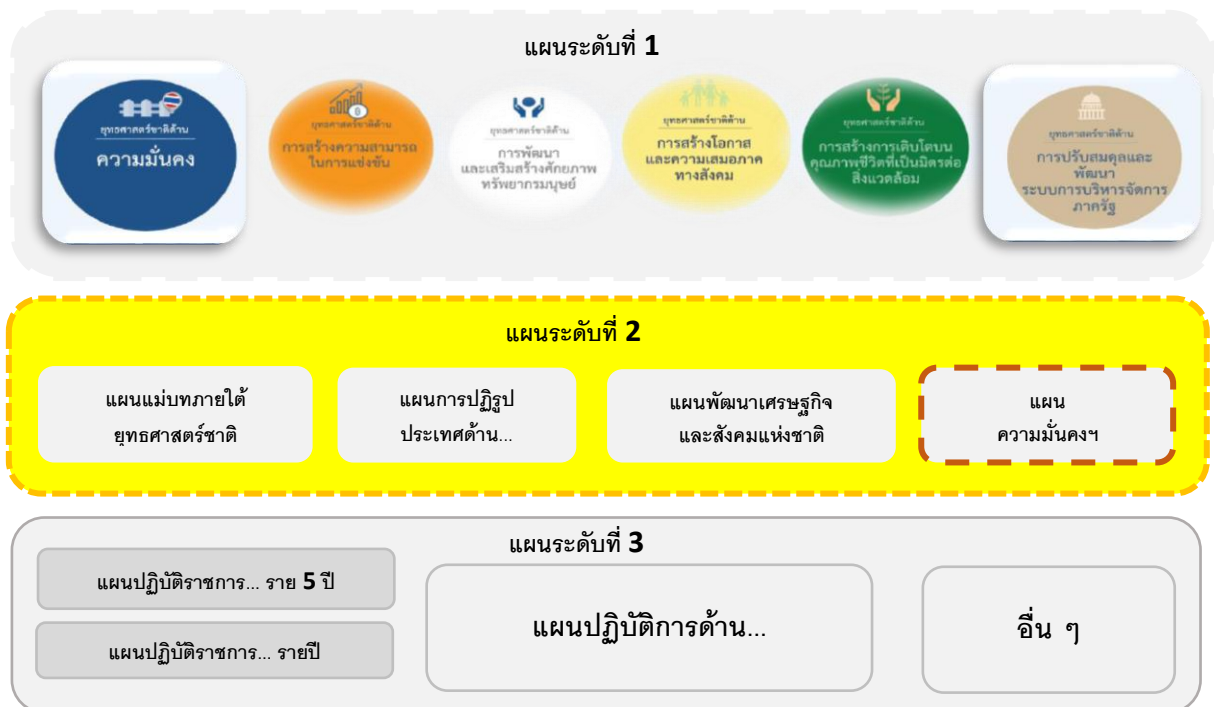 แผนระดับที่ 1
ยุทธศาสตร์ชาติด้าน
ความมั่นคง
ยุทธศาสตร์ชาติด้าน
การสร้างความสามารถ
ในการแข่งขัน
ยุทธศาสตร์ชาติด้าน
การพัฒนา
และเสริมสร้างศักยภาพ
ทรัพยากรมนุษย์
ยุทธศาสตร์ชาติด้าน
การสร้างโอกาส
และความเสมอภาค
ทางสังคม
ยุทธศาสตร์ชาติด้าน
การสร้างการเติบโตบน
คุณภาพชีวิตที่เป็นมิตรต่อ
สิ่งแวดล้อม
ยุทธศาสตร์ชาติด้าน
การปรับสมดุลและ
พัฒนา
ระบบการบริหารจัดการ
ภาครัฐ
แผนระดับที่ 2
แผนแม่บทภายใต้
ยุทธศาสตร์ชาติ
แผนการปฏิรูป
ประเทศด้าน...
แผนพัฒนาเศรษฐกิจ
และสังคมแห่งชาติ
แผน
ความมั่นคงฯ
แผนระดับที่ 3
แผนปฏิบัติราชการ... ราย 5 ปี
แผนปฏิบัติราชการ... รายปี
แผนปฏิบัติการด้าน...
อื่น ๆ